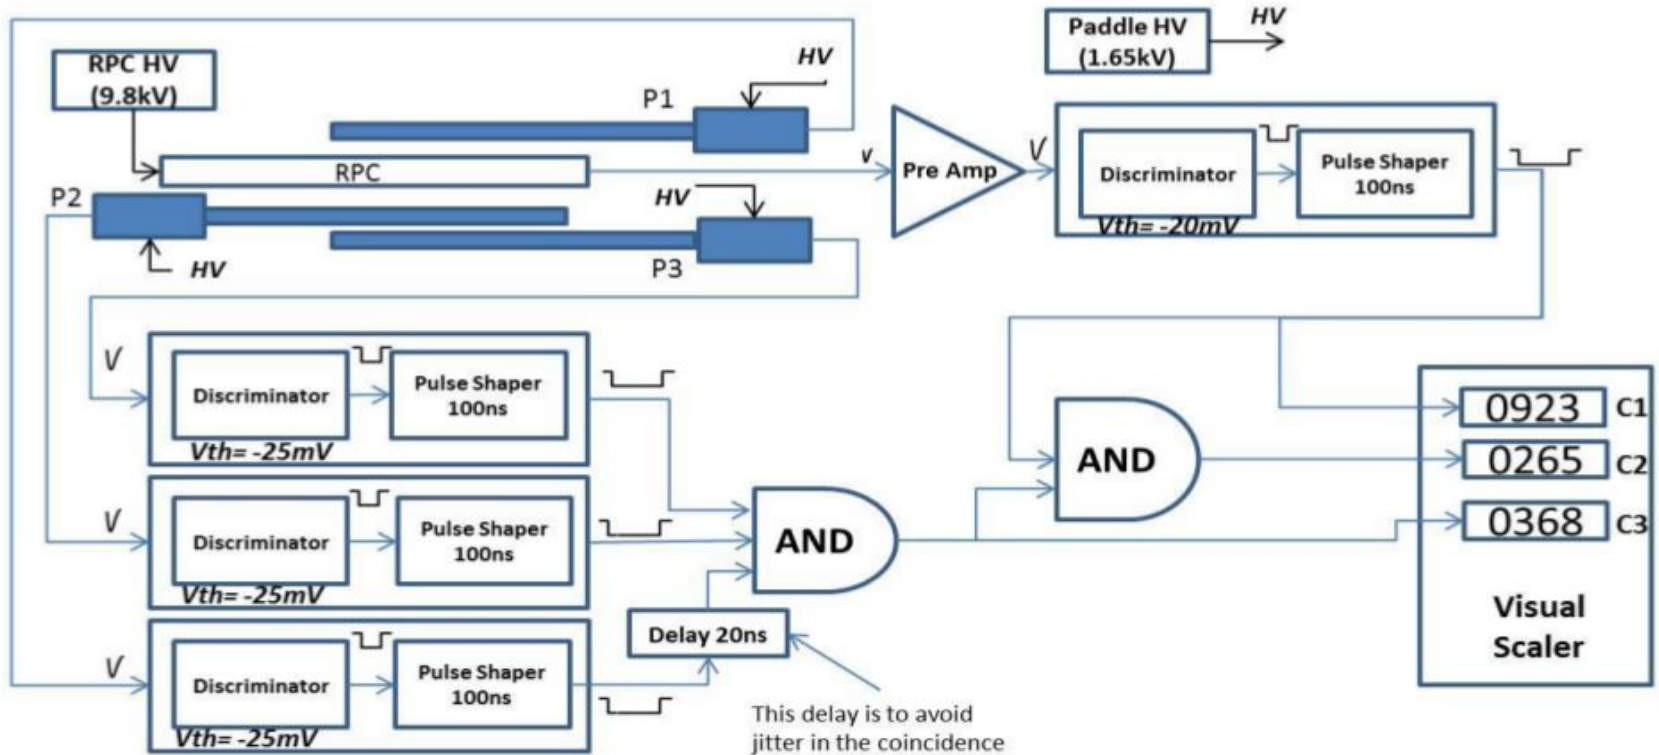 Paddle HV
(1.65kV)
HV
RPC HV
(9.8kV)
HV
P1
RPC
V
Pre Amp
V
Discriminator
Pulse Shaper
100ns
Vth= -20mV
P2
HV
HV
P3
V
Discriminator
Pulse Shaper
100ns
Vth= -25mV
V
Discriminator
Pulse Shaper
100ns
Vth= -25mV
V
Discriminator
Pulse Shaper
100ns
Vth= -25mV
AND
Delay 20ns
This delay is to avoid
jitter in the coincidence
AND
0923 C1
0265 C2
0368 C3
Visual
Scaler